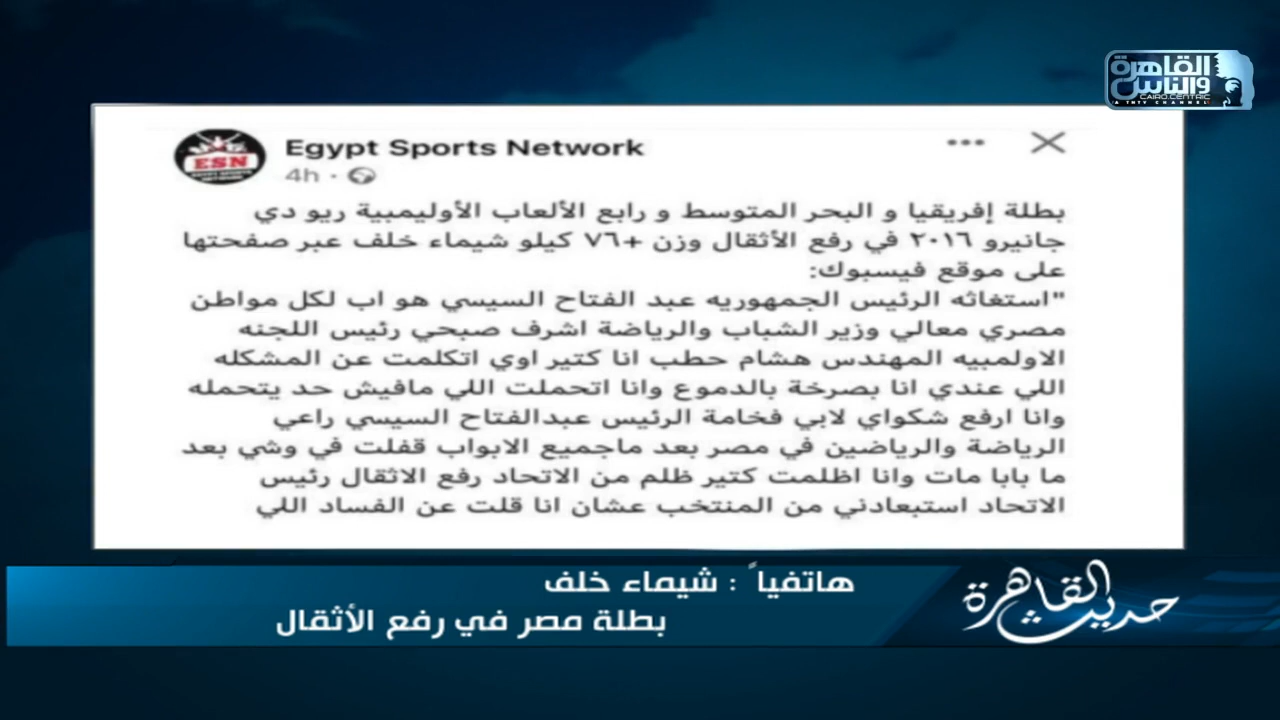 القاهرة
والناس
CAIRO.CENTRIC
A TNTV CHANNEL
ESN
Egypt Sports Network
4h
بطلة إفريقيا و البحر المتوسط و رابع الألعاب الأوليمبية ريو دي
جانيرو ٢٠١٦ في رفع الأثقال وزن +٧٦ كيلو شيماء خلف عبر صفحتها
على موقع فيسبوك:
"استغاثه الرئيس الجمهوريه عبد الفتاح السيسي هو اب لكل مواطن
مصري معالي وزير الشباب والرياضة اشرف صبحي رئيس اللجنه
الاولمبيه المهندس هشام حطب انا كتير اوي اتكلمت عن المشكله
اللي عندي انا بصرخة بالدموع وانا اتحملت اللي مافيش حد يتحمله
وانا ارفع شكواي لابي فخامة الرئيس عبدالفتاح السيسي راعي
الرياضة والرياضين في مصر بعد ماجميع الابواب قفلت في وشي بعد
ما بابا مات وانا اظلمت كتير ظلم من الاتحاد رفع الاثقال رئيس
الاتحاد استبعادني من المنتخب عشان انا قلت عن الفساد اللي
هاتفياً : شيماء خلف
بطلة مصر في رفع الأثقال
حديث القاهرة